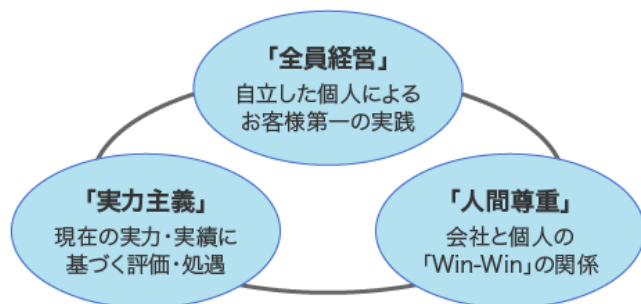 「全員経営」
自立した個人による
お客様第一の実践
「実力主義」
現在の実力・実績に
基づく評価・処遇
「人間尊重」
会社と個人の
「Win-Win」の関係